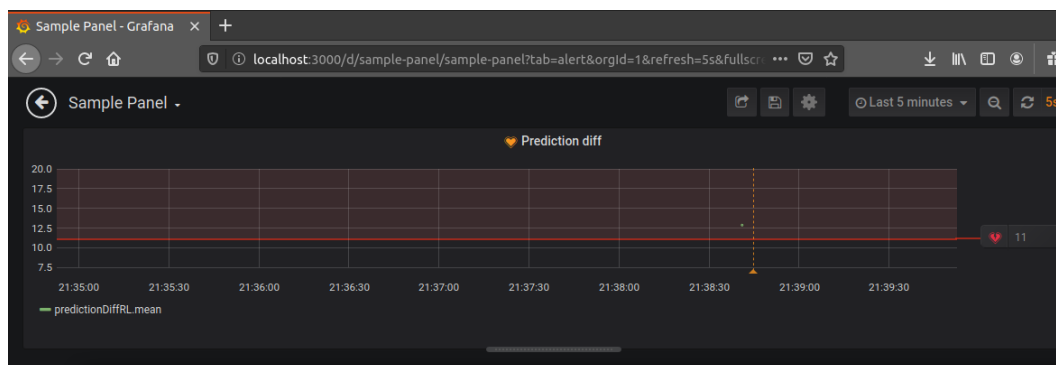 Sample Panel - Grafana
localhost:3000/d/sample-panel/sample-panel?tab=alert&orgId=1&refresh=5s&fullscr
Sample Panel
Last 5 minutes
5s
Prediction diff
20.0
17.5
15.0
12.5
11
10.0
7.5
21:35:00 21:35:30 21:36:00 21:36:30 21:37:00 21:37:30 21:38:00 21:38:30 21:39:00 21:39:30
predictionDiffRL.mean